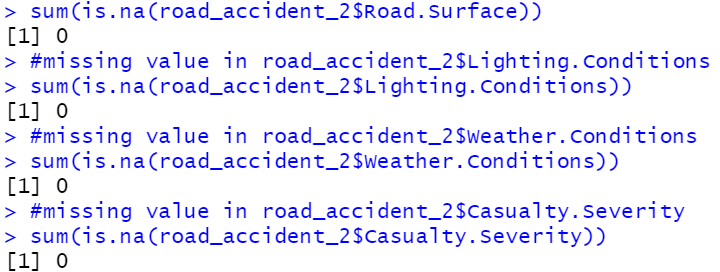 > sum(is.na(road_accident_2$Road.Surface))
[1] 0
> #missing value in road_accident_2$Lighting.Conditions
> sum(is.na(road_accident_2$Lighting.Conditions))
[1] 0
> #missing value in road_accident_2$Weather.Conditions
> sum(is.na(road_accident_2$Weather.Conditions))
[1] 0
> #missing value in road_accident_2$Casualty.Severity
> sum(is.na(road_accident_2$Casualty.Severity))
[1] 0